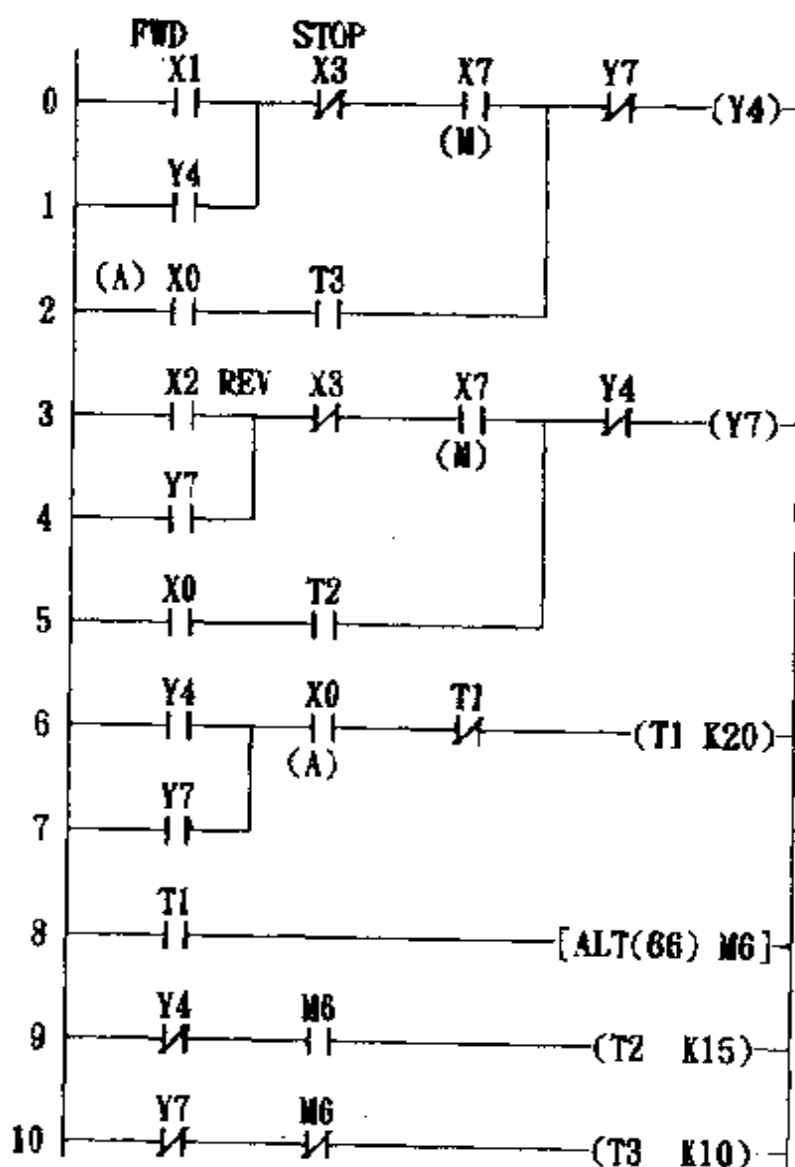 FWD STOP
X1 X3 X7 Y7
0 (Y4)
(M)
Y4
1
(A) X0 T3
2
X2 REV X3 X7 Y4
3 (Y7)
(M)
Y7
4
X0 T2
5
Y4 X0 T1
6 (T1 K20)
(A)
Y7
7
T1
8 [ALT(66) M6]
Y4 M6
9 (T2 K15)
Y7 M6
10 (T3 K10)